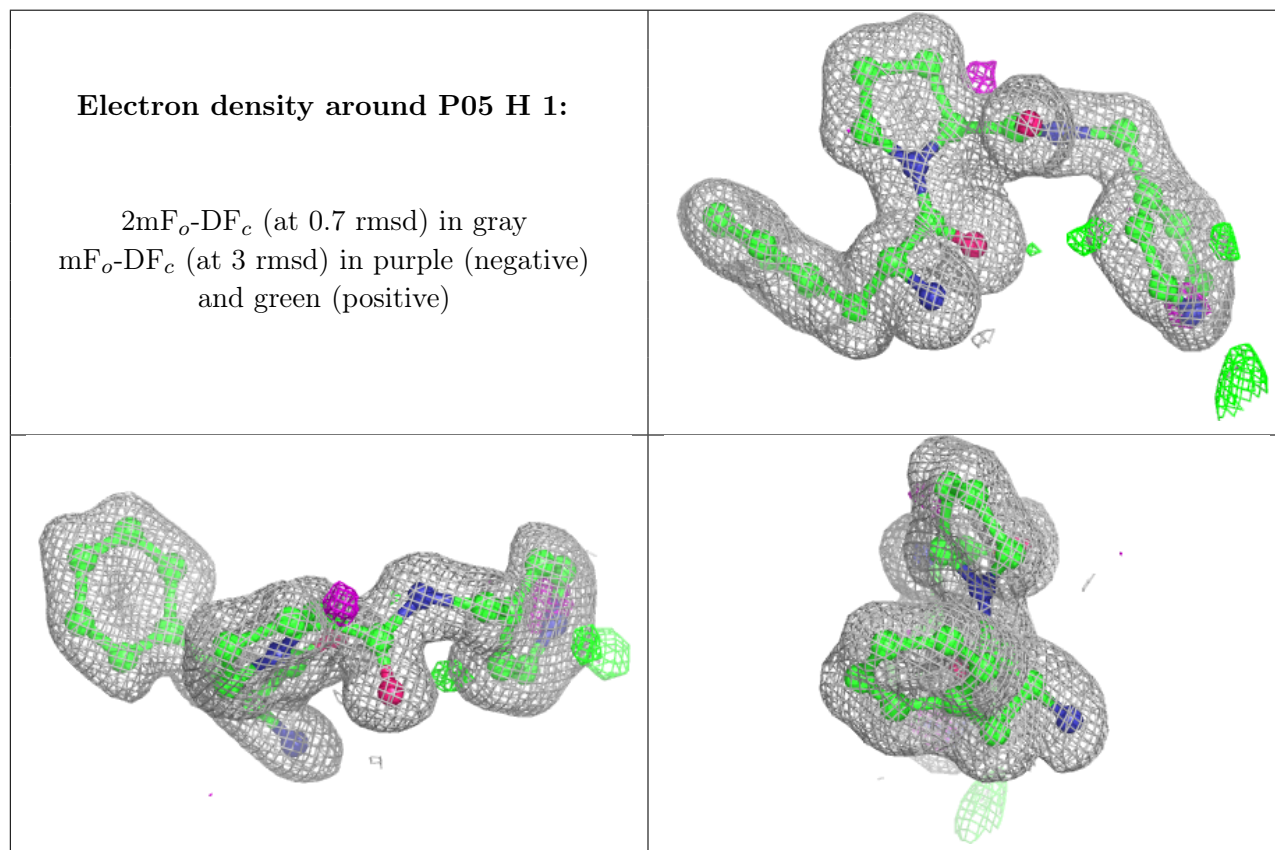 Electron density around P05 H 1:
2mFo-DFc (at 0.7 rmsd) in gray
mFo-DFc (at 3 rmsd) in purple (negative)
and green (positive)